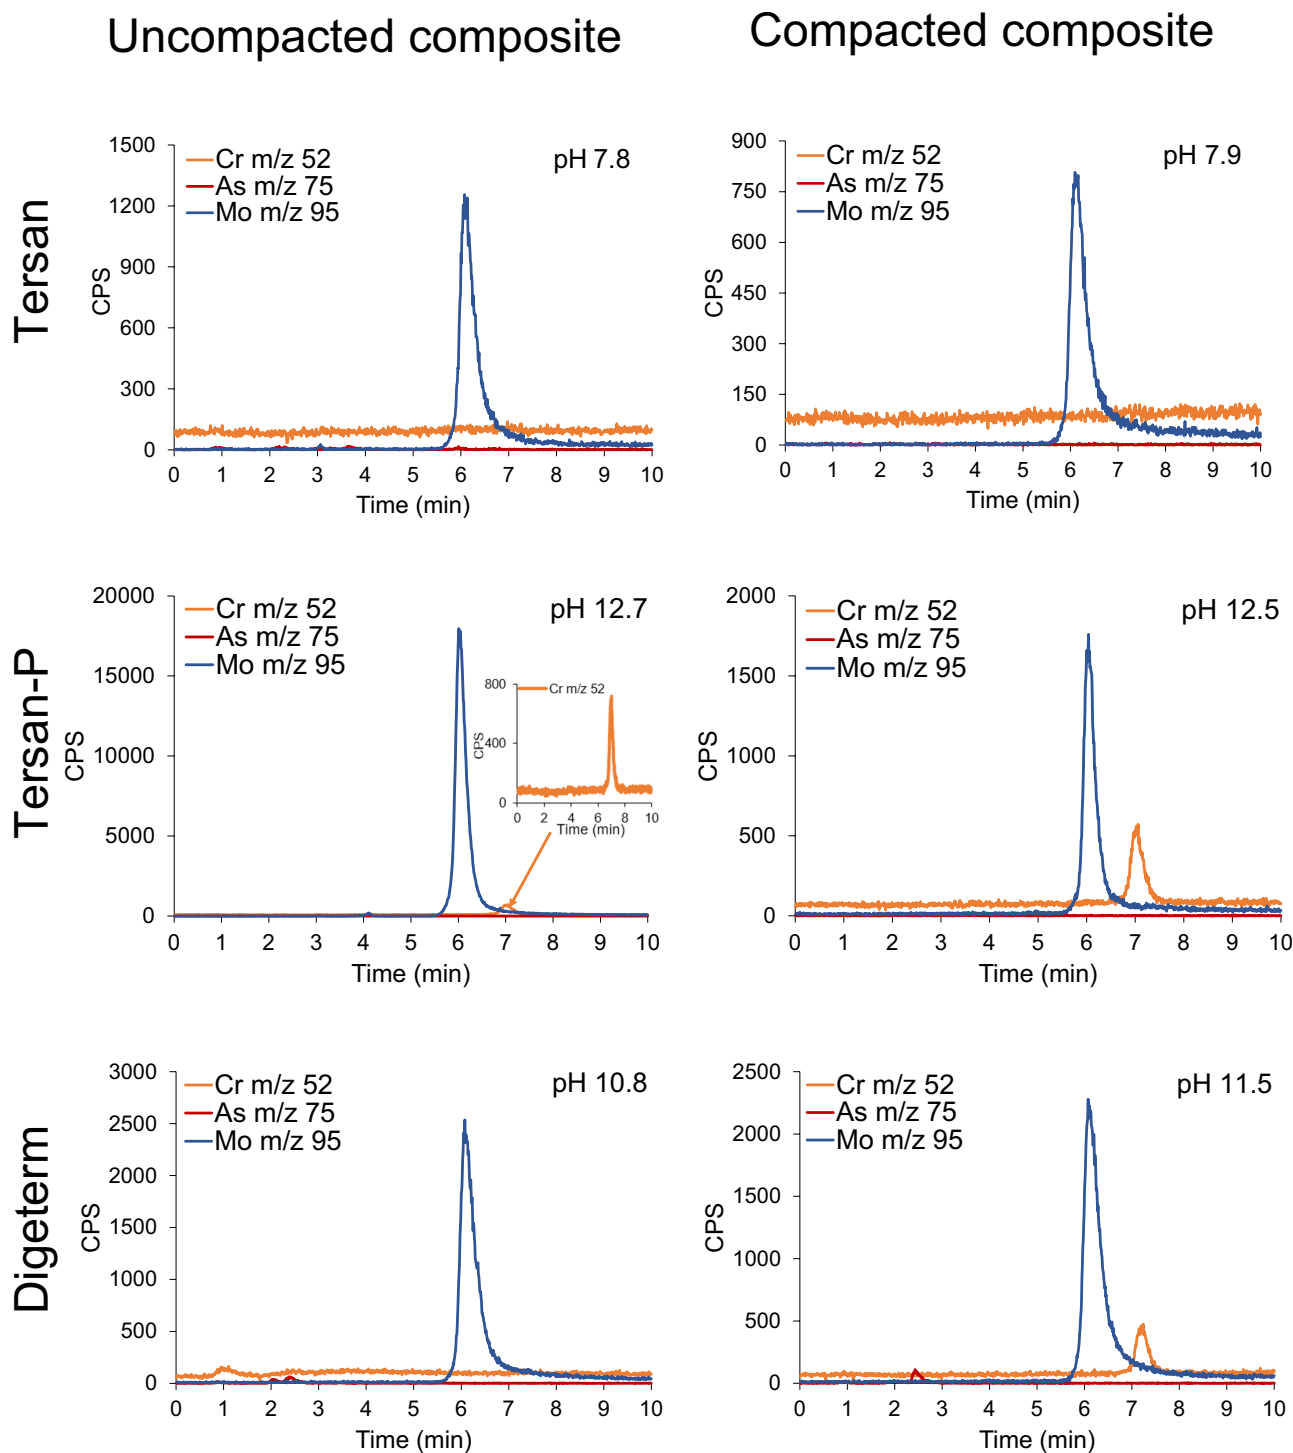 Uncompacted composite
Compacted composite
Tersan
1500
1200
900
600
300
0
CPS
Cr m/z 52
As m/z 75
Mo m/z 95
pH 7.8
0 1 2 3 4 5 6 7 8 9 10
Time (min)
900
750
600
450
300
150
0
CPS
Cr m/z 52
As m/z 75
Mo m/z 95
pH 7.9
0 1 2 3 4 5 6 7 8 9 10
Time (min)
Tersan-P
20000
15000
10000
5000
0
CPS
Cr m/z 52
As m/z 75
Mo m/z 95
pH 12.7
800
400
0
CPS
Cr m/z 52
0 2 4 6 8 10
Time (min)
0 1 2 3 4 5 6 7 8 9 10
Time (min)
2000
1500
1000
500
0
CPS
Cr m/z 52
As m/z 75
Mo m/z 95
pH 12.5
0 1 2 3 4 5 6 7 8 9 10
Time (min)
Digeterm
3000
2500
2000
1500
1000
500
0
CPS
Cr m/z 52
As m/z 75
Mo m/z 95
pH 10.8
0 1 2 3 4 5 6 7 8 9 10
Time (min)
2500
2000
1500
1000
500
0
CPS
Cr m/z 52
As m/z 75
Mo m/z 95
pH 11.5
0 1 2 3 4 5 6 7 8 9 10
Time (min)